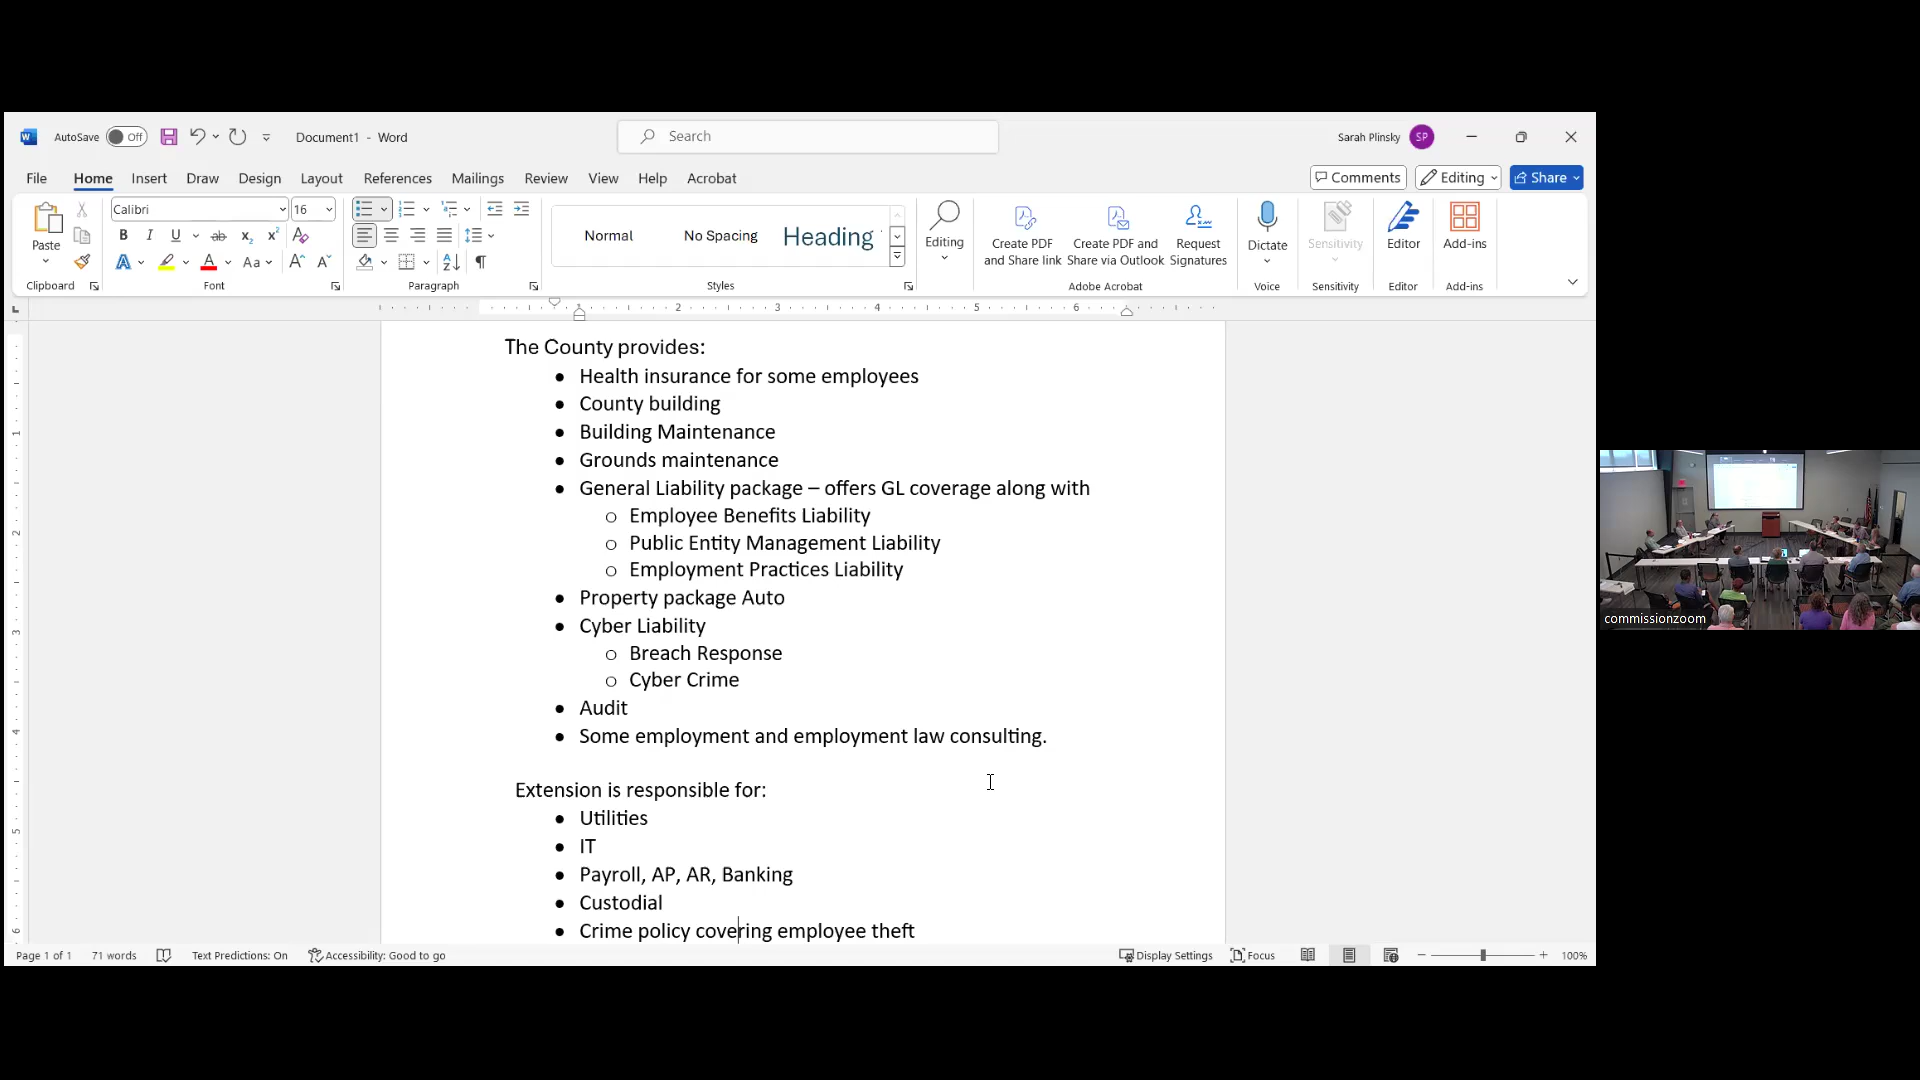 AutoSave Off Document1 - Word Search Sarah Plinsky SP
File Home Insert Draw Design Layout References Mailings Review View Help Acrobat Comments Editing Share
Calibri 16
Paste
Normal No Spacing Heading
Editing
Create PDF and Share link
Create PDF and Share via Outlook
Request Signatures
Dictate
Sensitivity
Editor
Add-ins
Clipboard Font Paragraph Styles Adobe Acrobat Voice Sensitivity Editor Add-ins
2 3 4 5 6
The County provides:
• Health insurance for some employees
• County building
• Building Maintenance
• Grounds maintenance
• General Liability package – offers GL coverage along with
o Employee Benefits Liability
o Public Entity Management Liability
o Employment Practices Liability
• Property package Auto
• Cyber Liability
o Breach Response
o Cyber Crime
• Audit
• Some employment and employment law consulting.
Extension is responsible for:
• Utilities
• IT
• Payroll, AP, AR, Banking
• Custodial
• Crime policy covering employee theft
Page 1 of 1 71 words Text Predictions: On Accessibility: Good to go Display Settings Focus 100%
commissionzoom